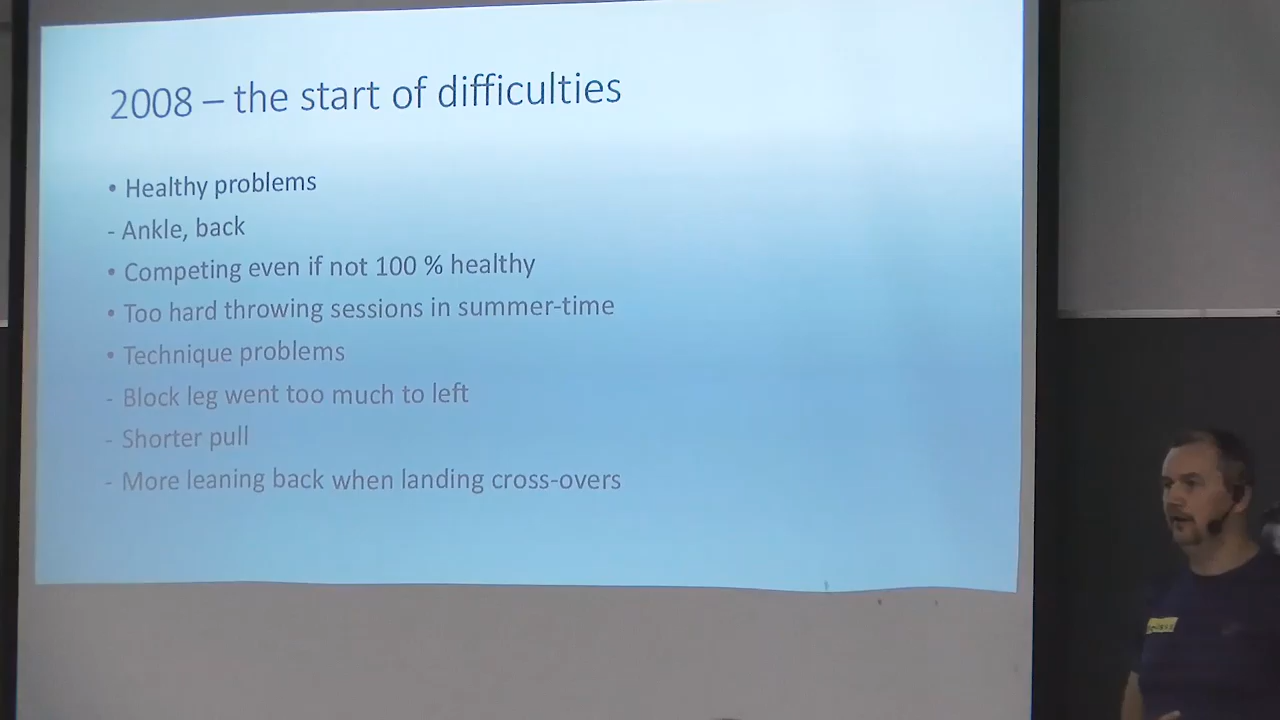 2008 – the start of difficulties
• Healthy problems
- Ankle, back
• Competing even if not 100 % healthy
• Too hard throwing sessions in summer-time
• Technique problems
- Block leg went too much to left
- Shorter pull
- More leaning back when landing cross-overs